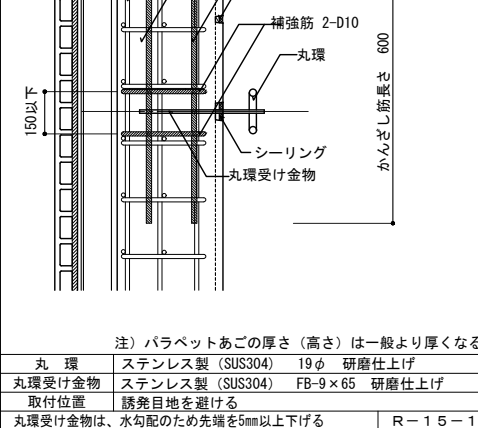 補強筋 2-D10
丸環
150以下
かんざし筋長さ 600
シーリング
丸環受け金物
注）パラペットあごの厚さ（高さ）は一般より厚くなる
丸 環 ステンレス製（SUS304） 19φ 研磨仕上げ
丸環受け金物 ステンレス製（SUS304） FB-9×65 研磨仕上げ
取付位置 誘発目地を避ける
丸環受け金物は、水勾配のため先端を5mm以上下げる R－15－1